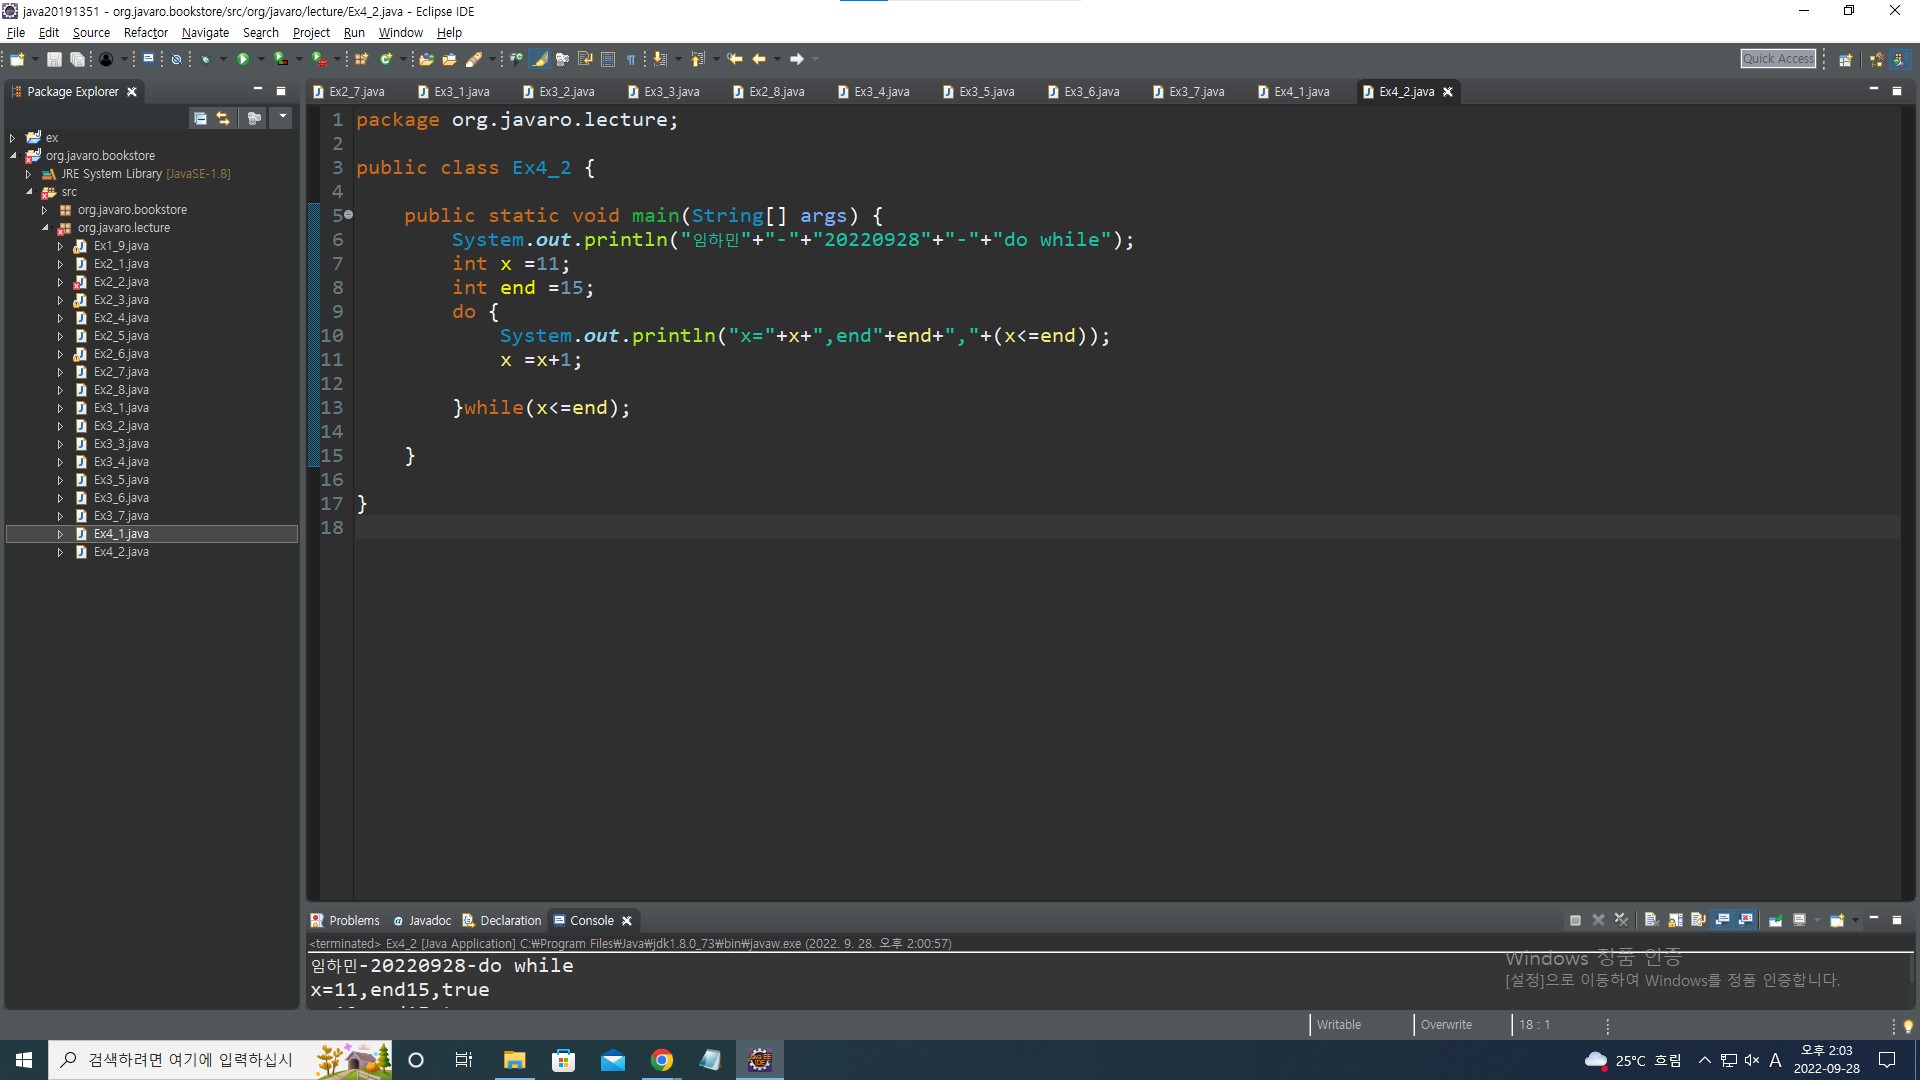 java20191351 - org.javaro.bookstore/src/org/javaro/lecture/Ex4_2.java - Eclipse IDE
File Edit Source Refactor Navigate Search Project Run Window Help
Quick Access
Package Explorer
Ex2_7.java Ex3_1.java Ex3_2.java Ex3_3.java Ex2_8.java Ex3_4.java Ex3_5.java Ex3_6.java Ex3_7.java Ex4_1.java Ex4_2.java
ex
org.javaro.bookstore
JRE System Library [JavaSE-1.8]
src
org.javaro.bookstore
org.javaro.lecture
Ex1_9.java
Ex2_1.java
Ex2_2.java
Ex2_3.java
Ex2_4.java
Ex2_5.java
Ex2_6.java
Ex2_7.java
Ex2_8.java
Ex3_1.java
Ex3_2.java
Ex3_3.java
Ex3_4.java
Ex3_5.java
Ex3_6.java
Ex3_7.java
Ex4_1.java
Ex4_2.java
1 package org.javaro.lecture;
2
3 public class Ex4_2 {
4
5 public static void main(String[] args) {
6 System.out.println("임하민"+"-"+"20220928"+"-"+"do while");
7 int x =11;
8 int end =15;
9 do {
10 System.out.println("x="+x+",end"+end+","+(x<=end));
11 x =x+1;
12
13 }while(x<=end);
14
15 }
16
17 }
18
Problems Javadoc Declaration Console
<terminated> Ex4_2 [Java Application] C:₩Program Files₩Java₩jdk1.8.0_73₩bin₩javaw.exe (2022. 9. 28. 오후 2:00:57)
임하민-20220928-do while
x=11,end15,true
Windows 정품 인증
[설정]으로 이동하여 Windows를 정품 인증합니다.
Writable Overwrite 18 : 1
검색하려면 여기에 입력하십시
25°C 흐림
A
오후 2:03
2022-09-28